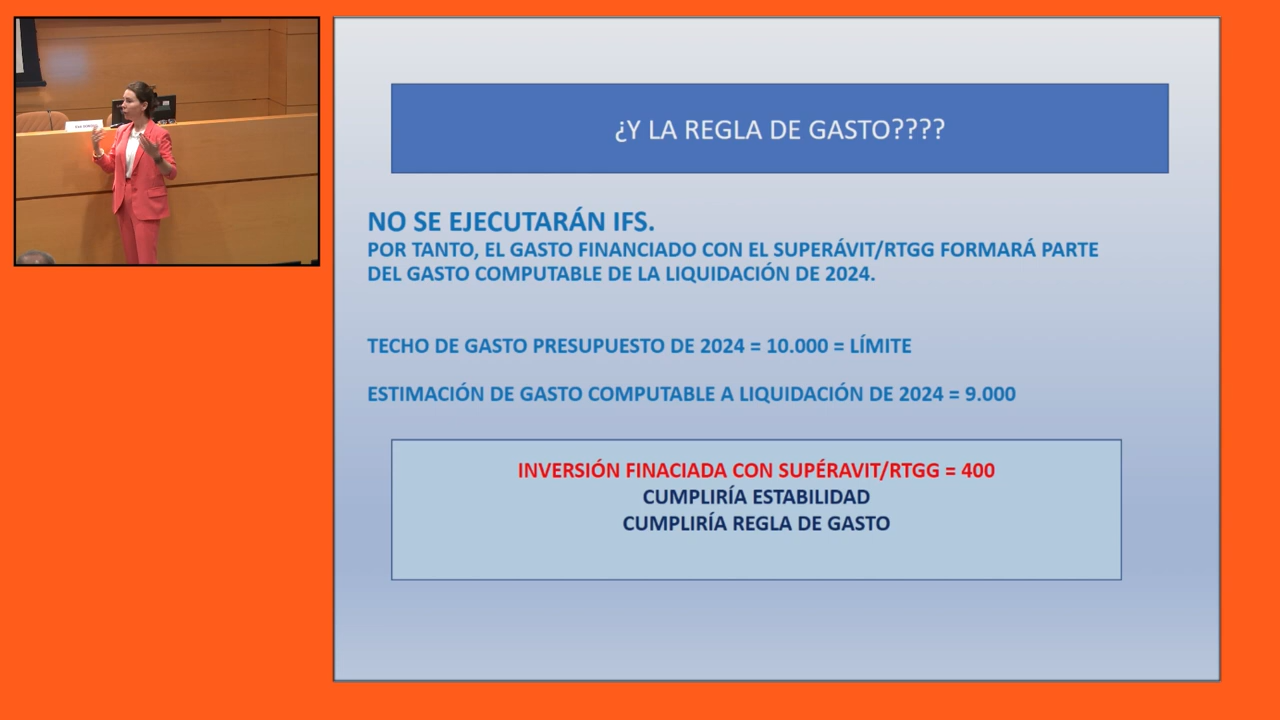 ¿Y LA REGLA DE GASTO????
NO SE EJECUTARÁN IFS.
POR TANTO, EL GASTO FINANCIADO CON EL SUPERÁVIT/RTGG FORMARÁ PARTE
DEL GASTO COMPUTABLE DE LA LIQUIDACIÓN DE 2024.
TECHO DE GASTO PRESUPUESTO DE 2024 = 10.000 = LÍMITE
ESTIMACIÓN DE GASTO COMPUTABLE A LIQUIDACIÓN DE 2024 = 9.000
INVERSIÓN FINACIADA CON SUPÉRAVIT/RTGG = 400
CUMPLIRÍA ESTABILIDAD
CUMPLIRÍA REGLA DE GASTO